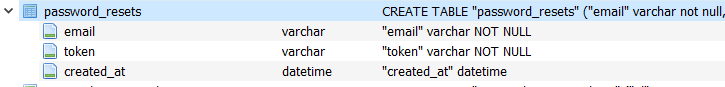 password_resets CREATE TABLE "password_resets" ("email" varchar not null,
email varchar "email" varchar NOT NULL
token varchar "token" varchar NOT NULL
created_at datetime "created_at" datetime